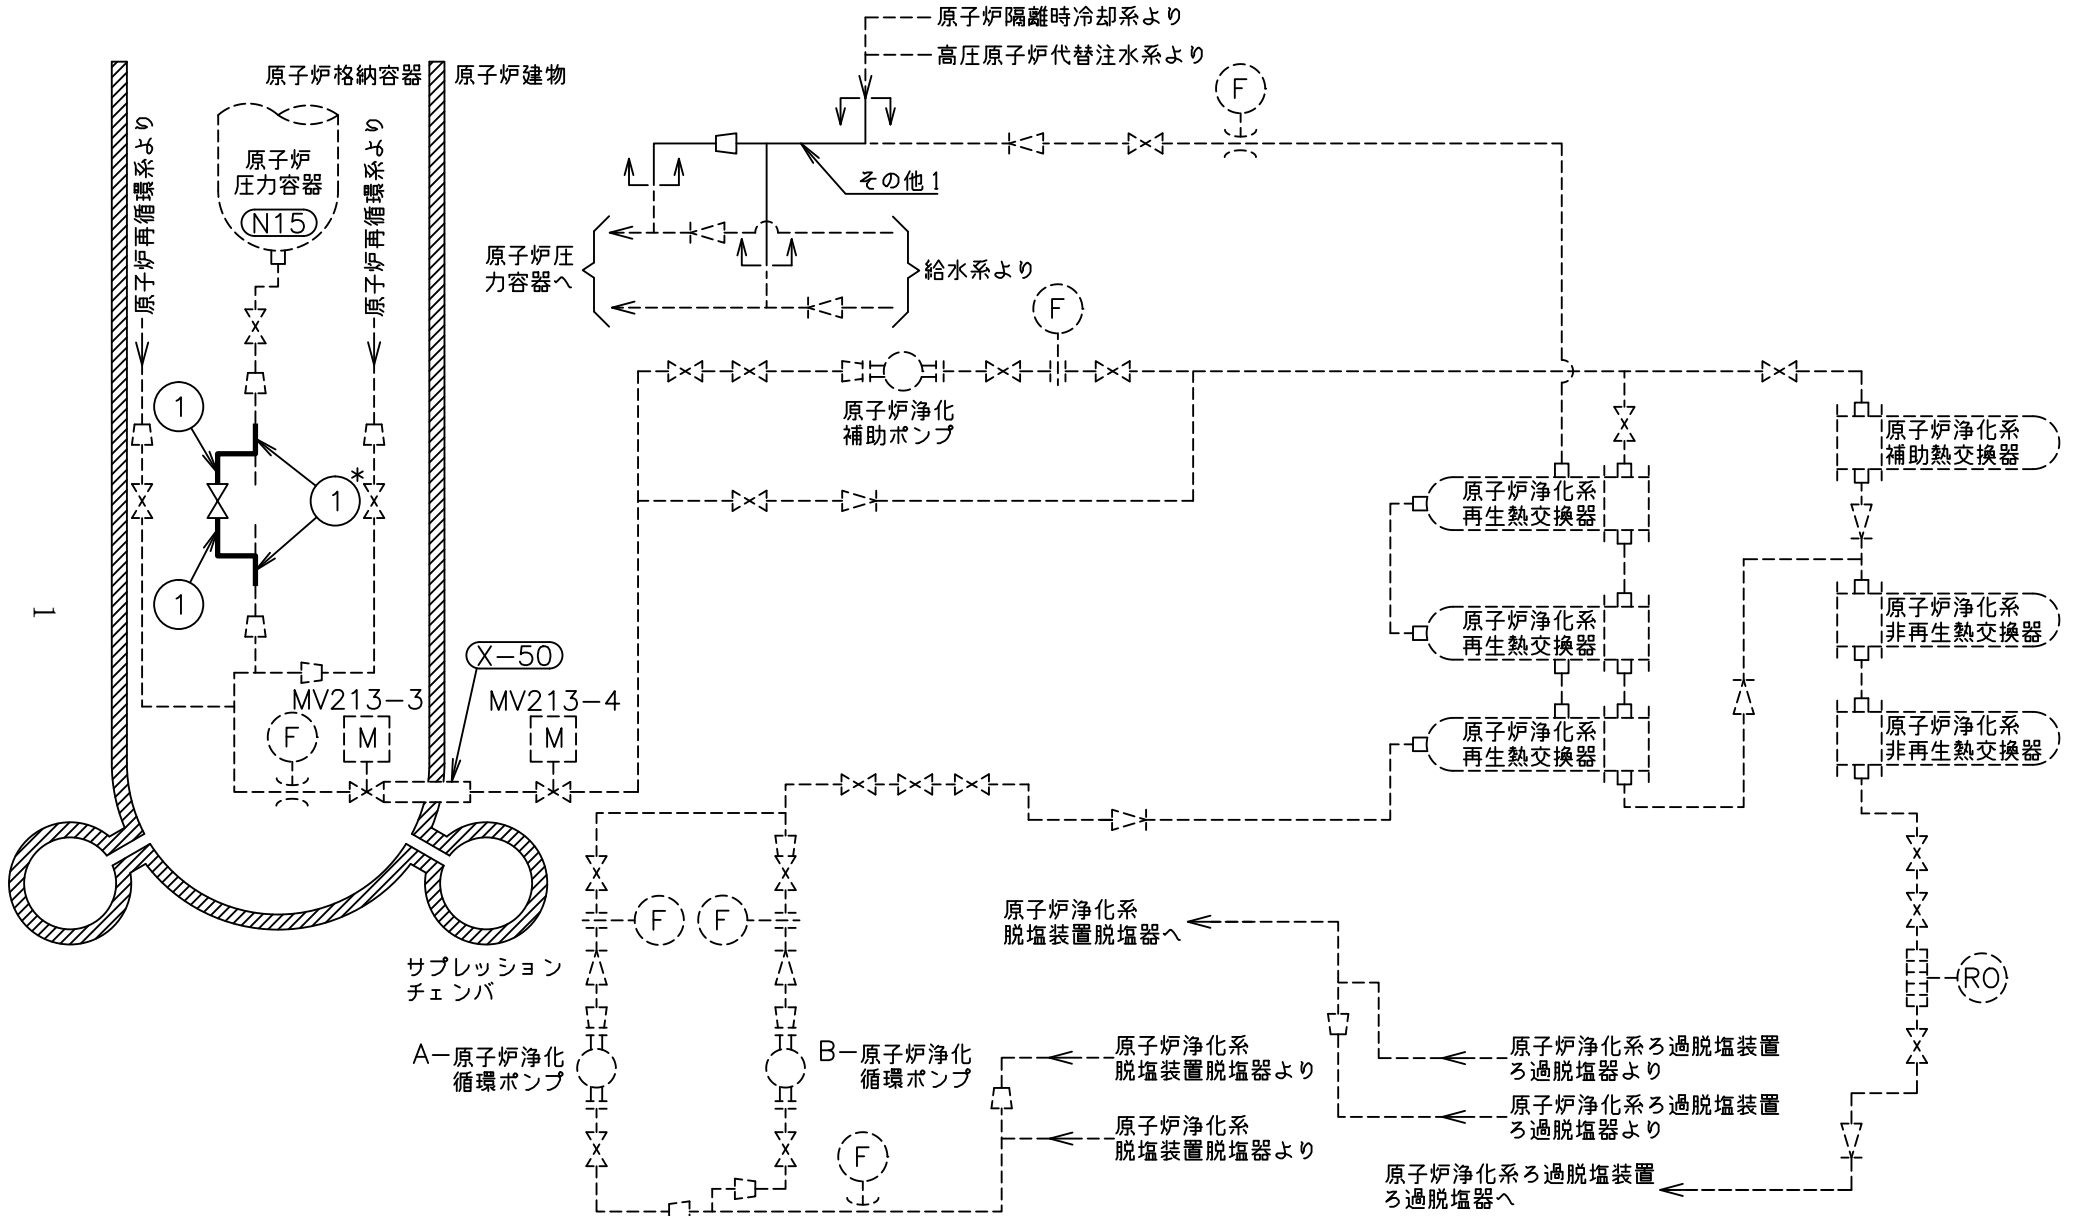 原子炉隔離時冷却系より
高圧原子炉代替注水系より
原子炉格納容器
原子炉建物
F
原子炉再循環系より
原子炉
圧力容器
N15
原子炉再循環系より
その他1
原子炉圧
力容器へ
給水系より
F
原子炉浄化
補助ポンプ
1
1
*
1
1
原子炉浄化系
補助熱交換器
原子炉浄化系
再生熱交換器
原子炉浄化系
再生熱交換器
原子炉浄化系
非再生熱交換器
原子炉浄化系
再生熱交換器
原子炉浄化系
非再生熱交換器
X-50
MV213-3
MV213-4
F
M
M
F
F
サプレッション
チェンバ
原子炉浄化系
脱塩装置脱塩器へ
RO
A-原子炉浄化
循環ポンプ
B-原子炉浄化
循環ポンプ
原子炉浄化系
脱塩装置脱塩器より
原子炉浄化系ろ過脱塩装置
ろ過脱塩器より
原子炉浄化系
脱塩装置脱塩器より
原子炉浄化系ろ過脱塩装置
ろ過脱塩器より
F
原子炉浄化系ろ過脱塩装置
ろ過脱塩器へ